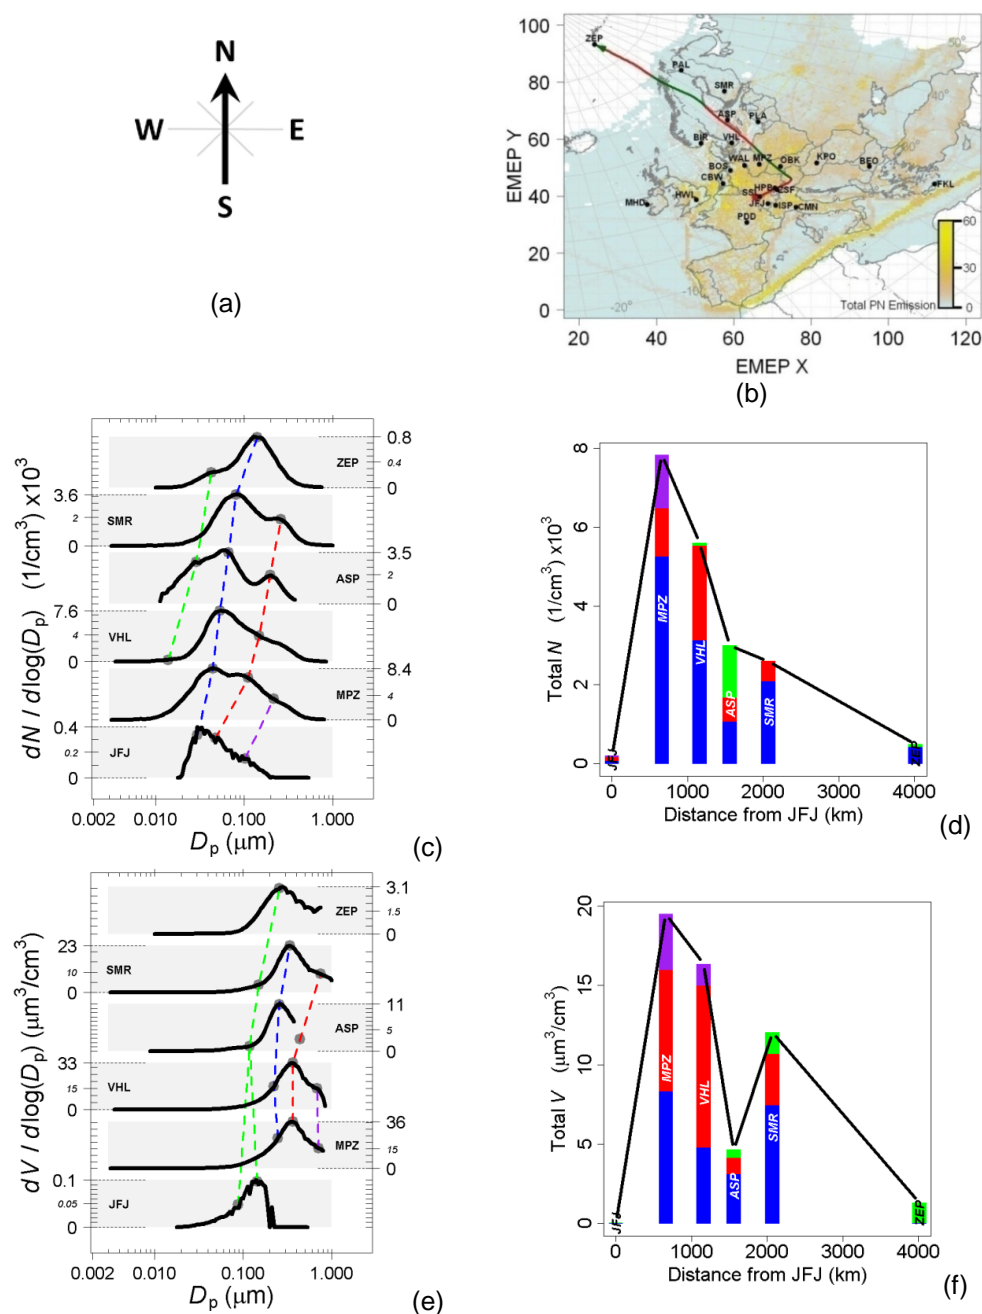 N
W E
S
(a)
100
80
60
40
20
0
EMEP Y
ZEP
PAL
SMR
ASP
PLA
BIR
VHL
WAL MPZ OBK KPO BEO
BOS
CBW
HWL
MHD
SSL
HPB
CSF
JFJ ISP CMN
PDD
FKL
50°
40°
30°
-10°
0°
-20°
60
30
0
Total PN Emission
20 40 60 80 100 120
EMEP X
(b)
dN / dlog(Dp) (1/cm³) x10³
ZEP
0.8
0.4
0
SMR
3.6
2
0
ASP
3.5
2
0
VHL
7.6
4
0
MPZ
8.4
4
0
JFJ
0.4
0.2
0
0.002 0.010 0.100 1.000
Dp (μm)
(c)
Total N (1/cm³) x10³
8
6
4
2
0
JFJ
MPZ
VHL
ASP
SMR
ZEP
0 1000 2000 3000 4000
Distance from JFJ (km)
(d)
dV / dlog(Dp) (μm³/cm³)
ZEP
3.1
1.5
0
SMR
23
10
0
ASP
11
5
0
VHL
33
15
0
MPZ
36
15
0
JFJ
0.1
0.05
0
0.002 0.010 0.100 1.000
Dp (μm)
(e)
Total V (μm³/cm³)
20
15
10
5
0
JFJ
MPZ
VHL
ASP
SMR
ZEP
0 1000 2000 3000 4000
Distance from JFJ (km)
(f)